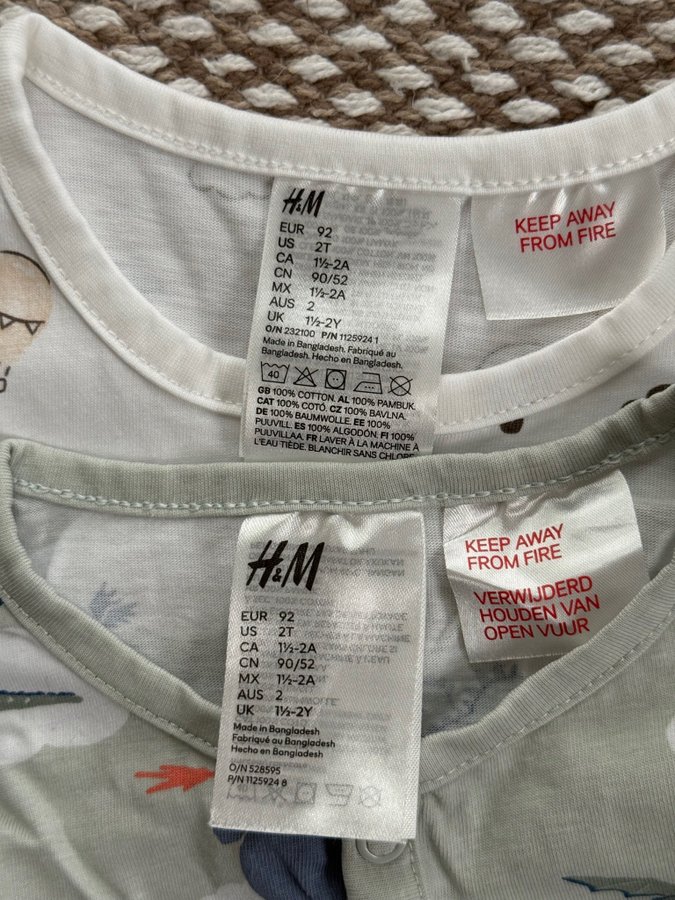 H&M
EUR 92
US 2T
CA 1½-2A
CN 90/52
MX 1½-2A
AUS 2
UK 1½-2Y
O/N 232100 P/N 1125924 1
Made in Bangladesh. Fabriqué au
Bangladesh. Hecho en Bangladesh.
40
GB 100% COTTON. AL 100% PAMBUK.
CAT 100% COTÓ. CZ 100% BAVLNA.
DE 100% BAUMWOLLE. EE 100%
PUUVILL. ES 100% ALGODÓN. FI 100%
PUUVILLAA. FR LAVER À LA MACHINE À
L'EAU TIÈDE. BLANCHIR SANS CHLORE
KEEP AWAY
FROM FIRE
H&M
EUR 92
US 2T
CA 1½-2A
CN 90/52
MX 1½-2A
AUS 2
UK 1½-2Y
Made in Bangladesh
Fabriqué au Bangladesh
Hecho en Bangladesh
O/N 528595
P/N 1125924 8
KEEP AWAY
FROM FIRE
VERWIJDERD
HOUDEN VAN
OPEN VUUR